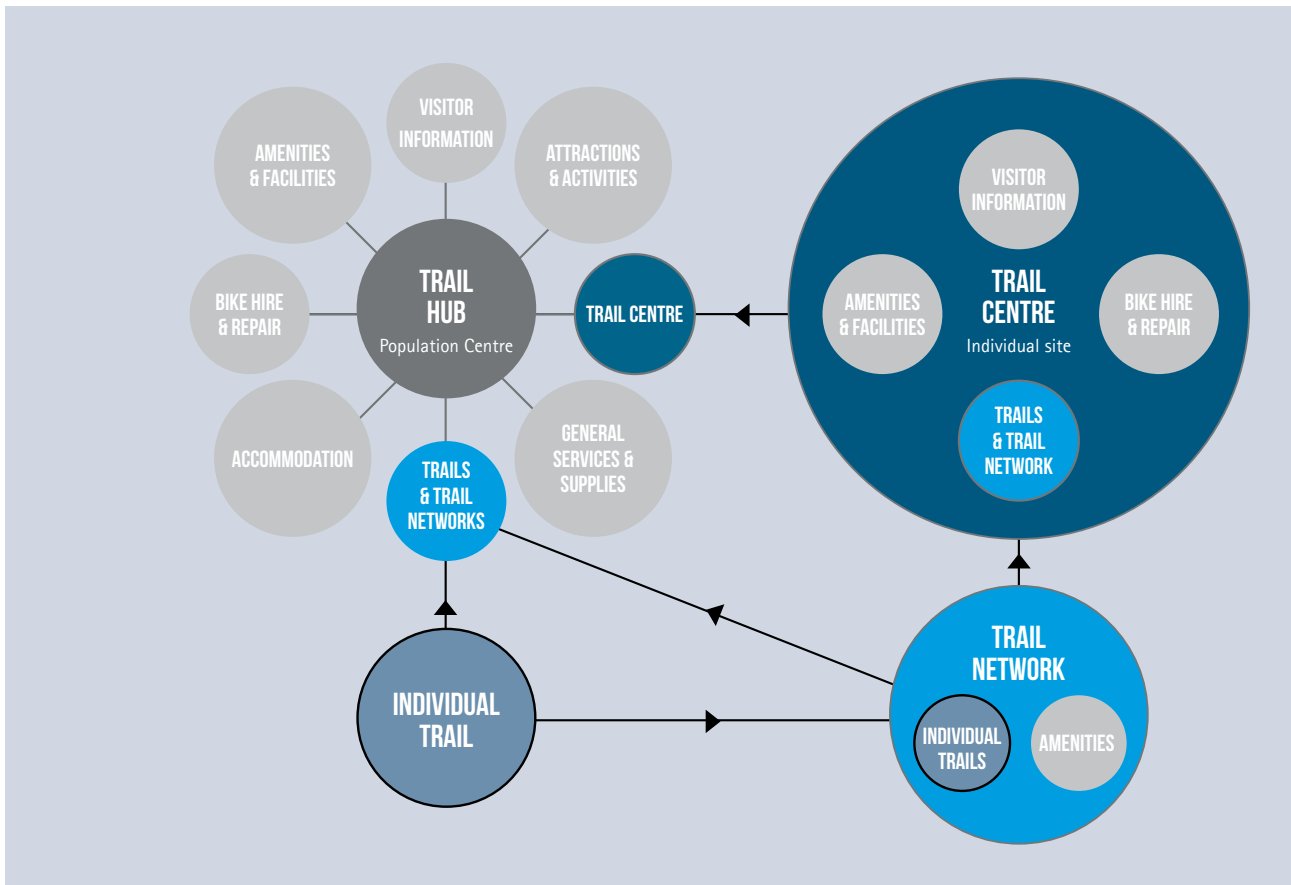 VISITOR
INFORMATION
AMENITIES
& FACILITIES
ATTRACTIONS
& ACTIVITIES
BIKE HIRE
& REPAIR
TRAIL
HUB
Population Centre
TRAIL CENTRE
ACCOMMODATION
TRAILS
& TRAIL
NETWORKS
GENERAL
SERVICES &
SUPPLIES
VISITOR
INFORMATION
AMENITIES
& FACILITIES
TRAIL
CENTRE
Individual site
BIKE HIRE
& REPAIR
TRAILS
& TRAIL
NETWORK
INDIVIDUAL
TRAIL
TRAIL
NETWORK
INDIVIDUAL
TRAILS
AMENITIES